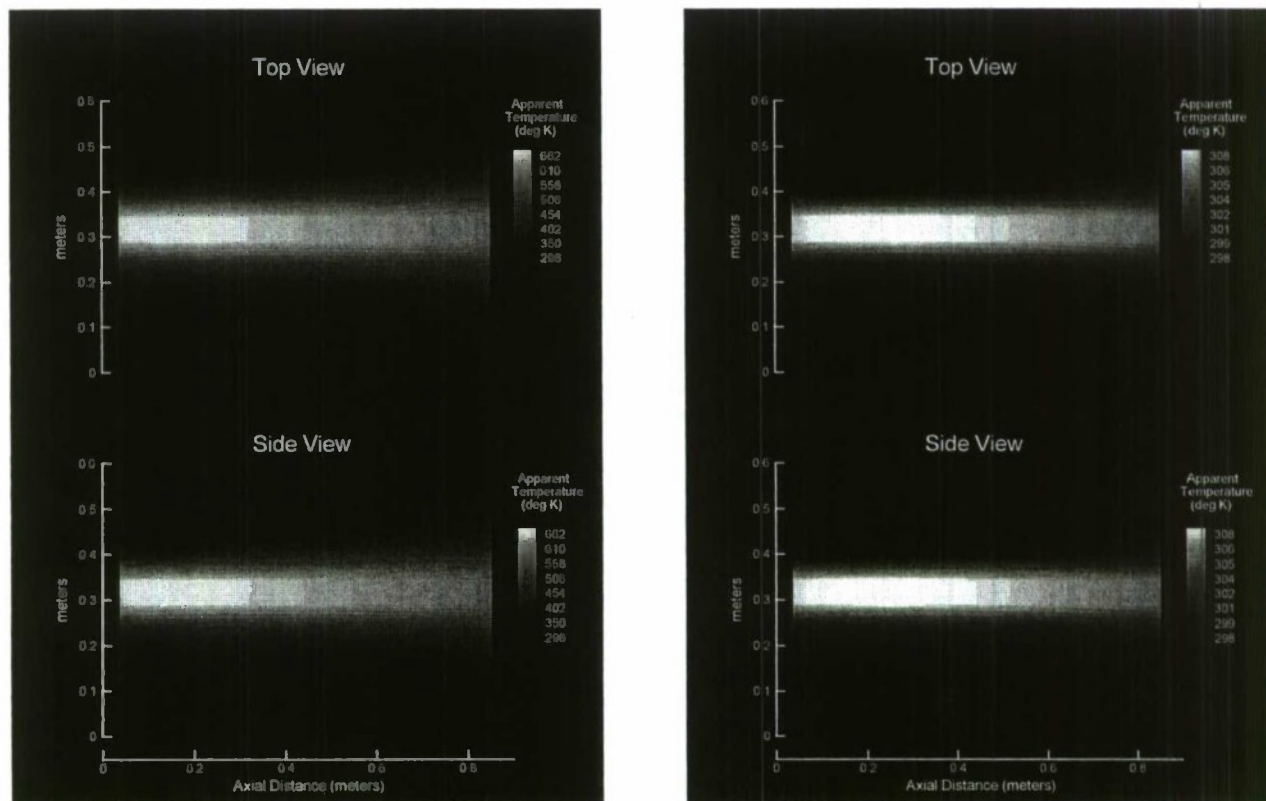 Top View
0.6
0.5
0.4
0.3
0.2
0.1
0
meters
Apparent
Temperature
(deg K)
662
610
558
506
454
402
350
298
Side View
0.6
0.5
0.4
0.3
0.2
0.1
0
meters
Apparent
Temperature
(deg K)
662
610
558
506
454
402
350
298
0 0.2 0.4 0.6 0.8
Axial Distance (meters)
Top View
0.6
0.5
0.4
0.3
0.2
0.1
0
meters
Apparent
Temperature
(deg K)
308
306
305
304
302
301
299
298
Side View
0.6
0.5
0.4
0.3
0.2
0.1
0
meters
Apparent
Temperature
(deg K)
308
306
305
304
302
301
299
298
0 0.2 0.4 0.6 0.8
Axial Distance (meters)